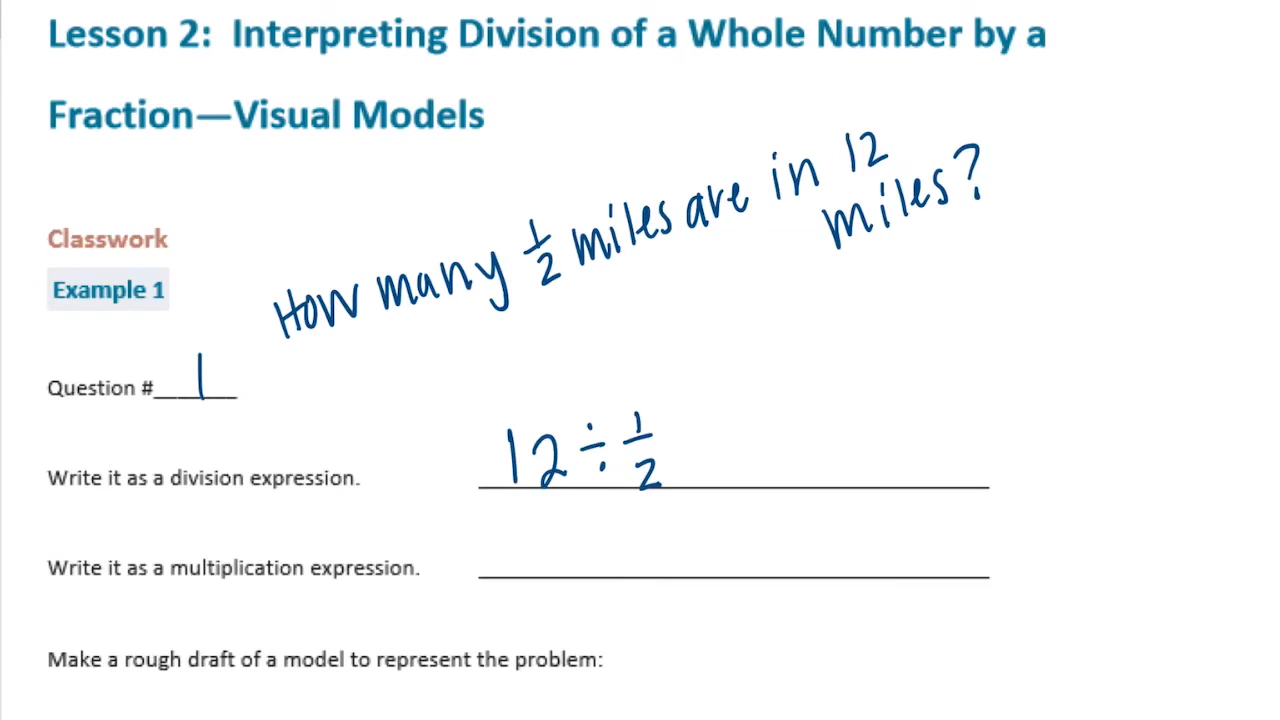 Lesson 2: Interpreting Division of a Whole Number by a
Fraction—Visual Models
How many 1/2 miles are in 12
miles?
Classwork
Example 1
Question #______ 1
Write it as a division expression. 12 ÷ 1/2
Write it as a multiplication expression.
Make a rough draft of a model to represent the problem: